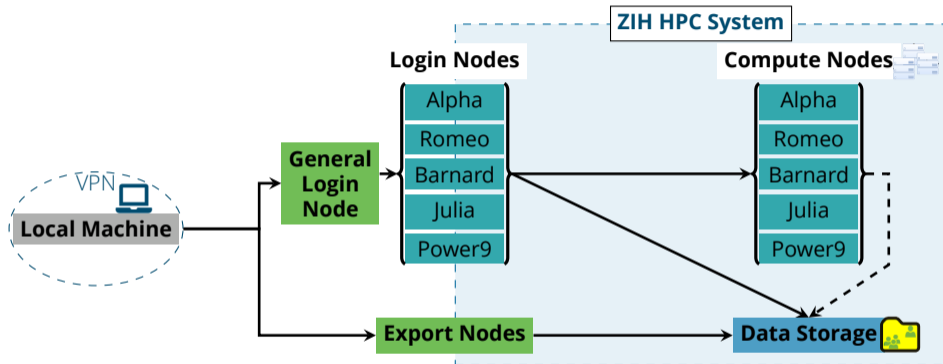 ZIH HPC System
Login Nodes
Alpha
Romeo
Barnard
Julia
Power9
Compute Nodes
Alpha
Romeo
Barnard
Julia
Power9
General
Login
Node
VPN
Local Machine
Export Nodes
Data Storage